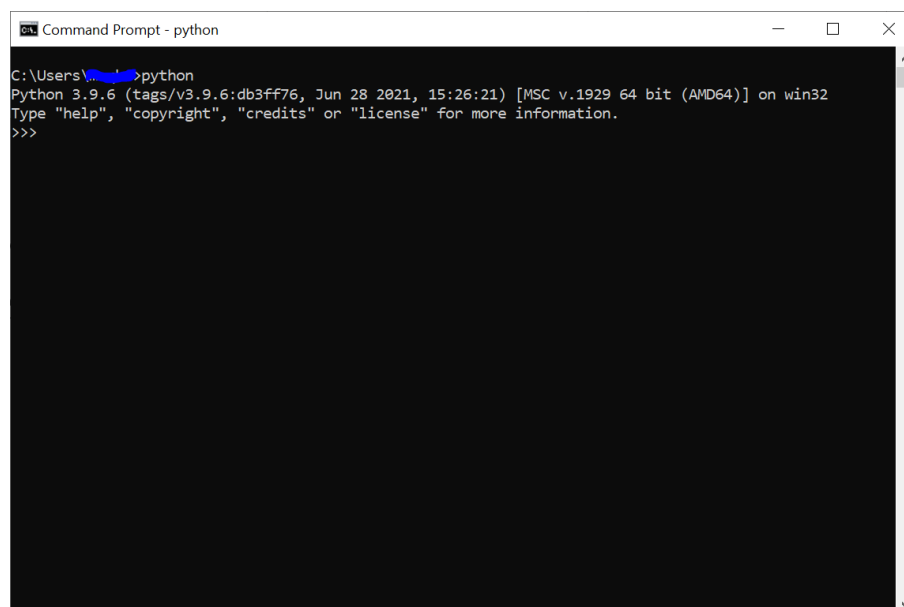 Command Prompt - python
C:\Users\ >python
Python 3.9.6 (tags/v3.9.6:db3ff76, Jun 28 2021, 15:26:21) [MSC v.1929 64 bit (AMD64)] on win32
Type "help", "copyright", "credits" or "license" for more information.
>>>